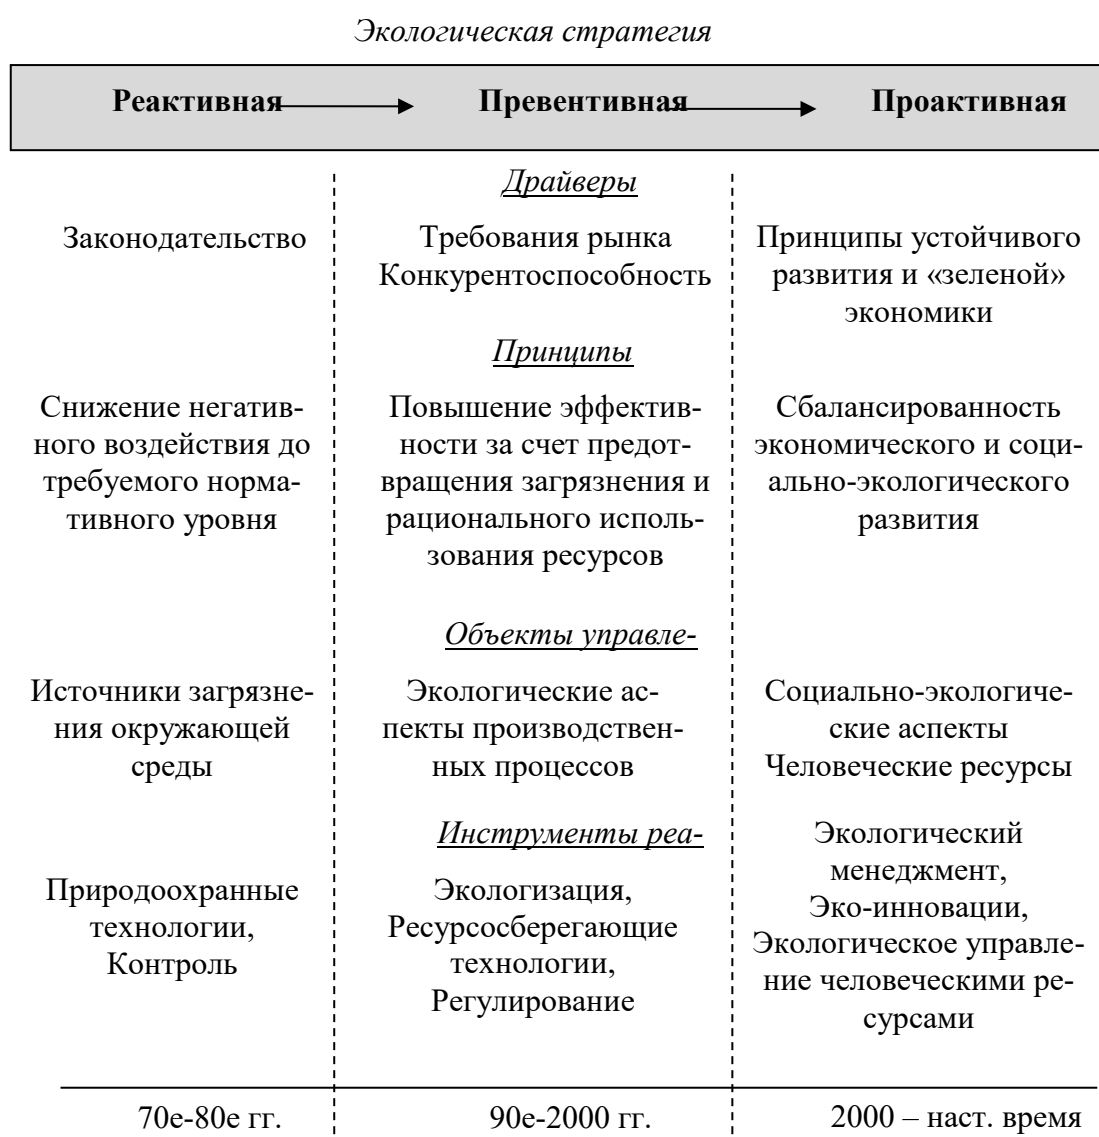 Экологическая стратегия
Реактивная
Превентивная
Проактивная
Драйверы
Законодательство
Требования рынка
Конкурентоспособность
Принципы устойчивого
развития и «зеленой»
экономики
Принципы
Снижение негатив-
ного воздействия до
требуемого норма-
тивного уровня
Повышение эффектив-
ности за счет предот-
вращения загрязнения и
рационального исполь-
зования ресурсов
Сбалансированность
экономического и соци-
ально-экологического
развития
Объекты управле-
Источники загрязне-
ния окружающей
среды
Экологические ас-
пекты производствен-
ных процессов
Социально-экологиче-
ские аспекты
Человеческие ресурсы
Инструменты реа-
Природоохранные
технологии,
Контроль
Экологизация,
Ресурсосберегающие
технологии,
Регулирование
Экологический
менеджмент,
Эко-инновации,
Экологическое управле-
ние человеческими ре-
сурсами
70е-80е гг.
90е-2000 гг.
2000 – наст. время